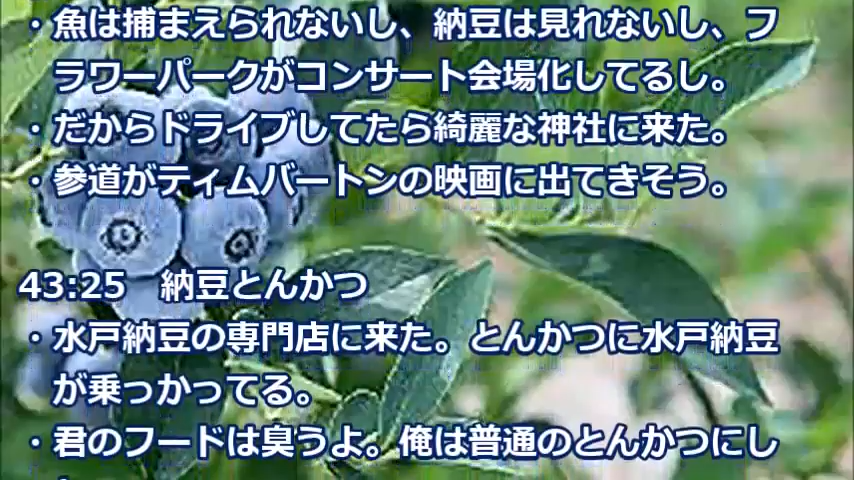 ・魚は捕まえられないし、納豆は見れないし、フ
ラワーパークがコンサート会場化してるし。
・だからドライブしてたら綺麗な神社に来た。
・参道がティムバートンの映画に出てきそう。
43:25　納豆とんかつ
・水戸納豆の専門店に来た。とんかつに水戸納豆
が乗っかってる。
・君のフードは臭うよ。俺は普通のとんかつにし